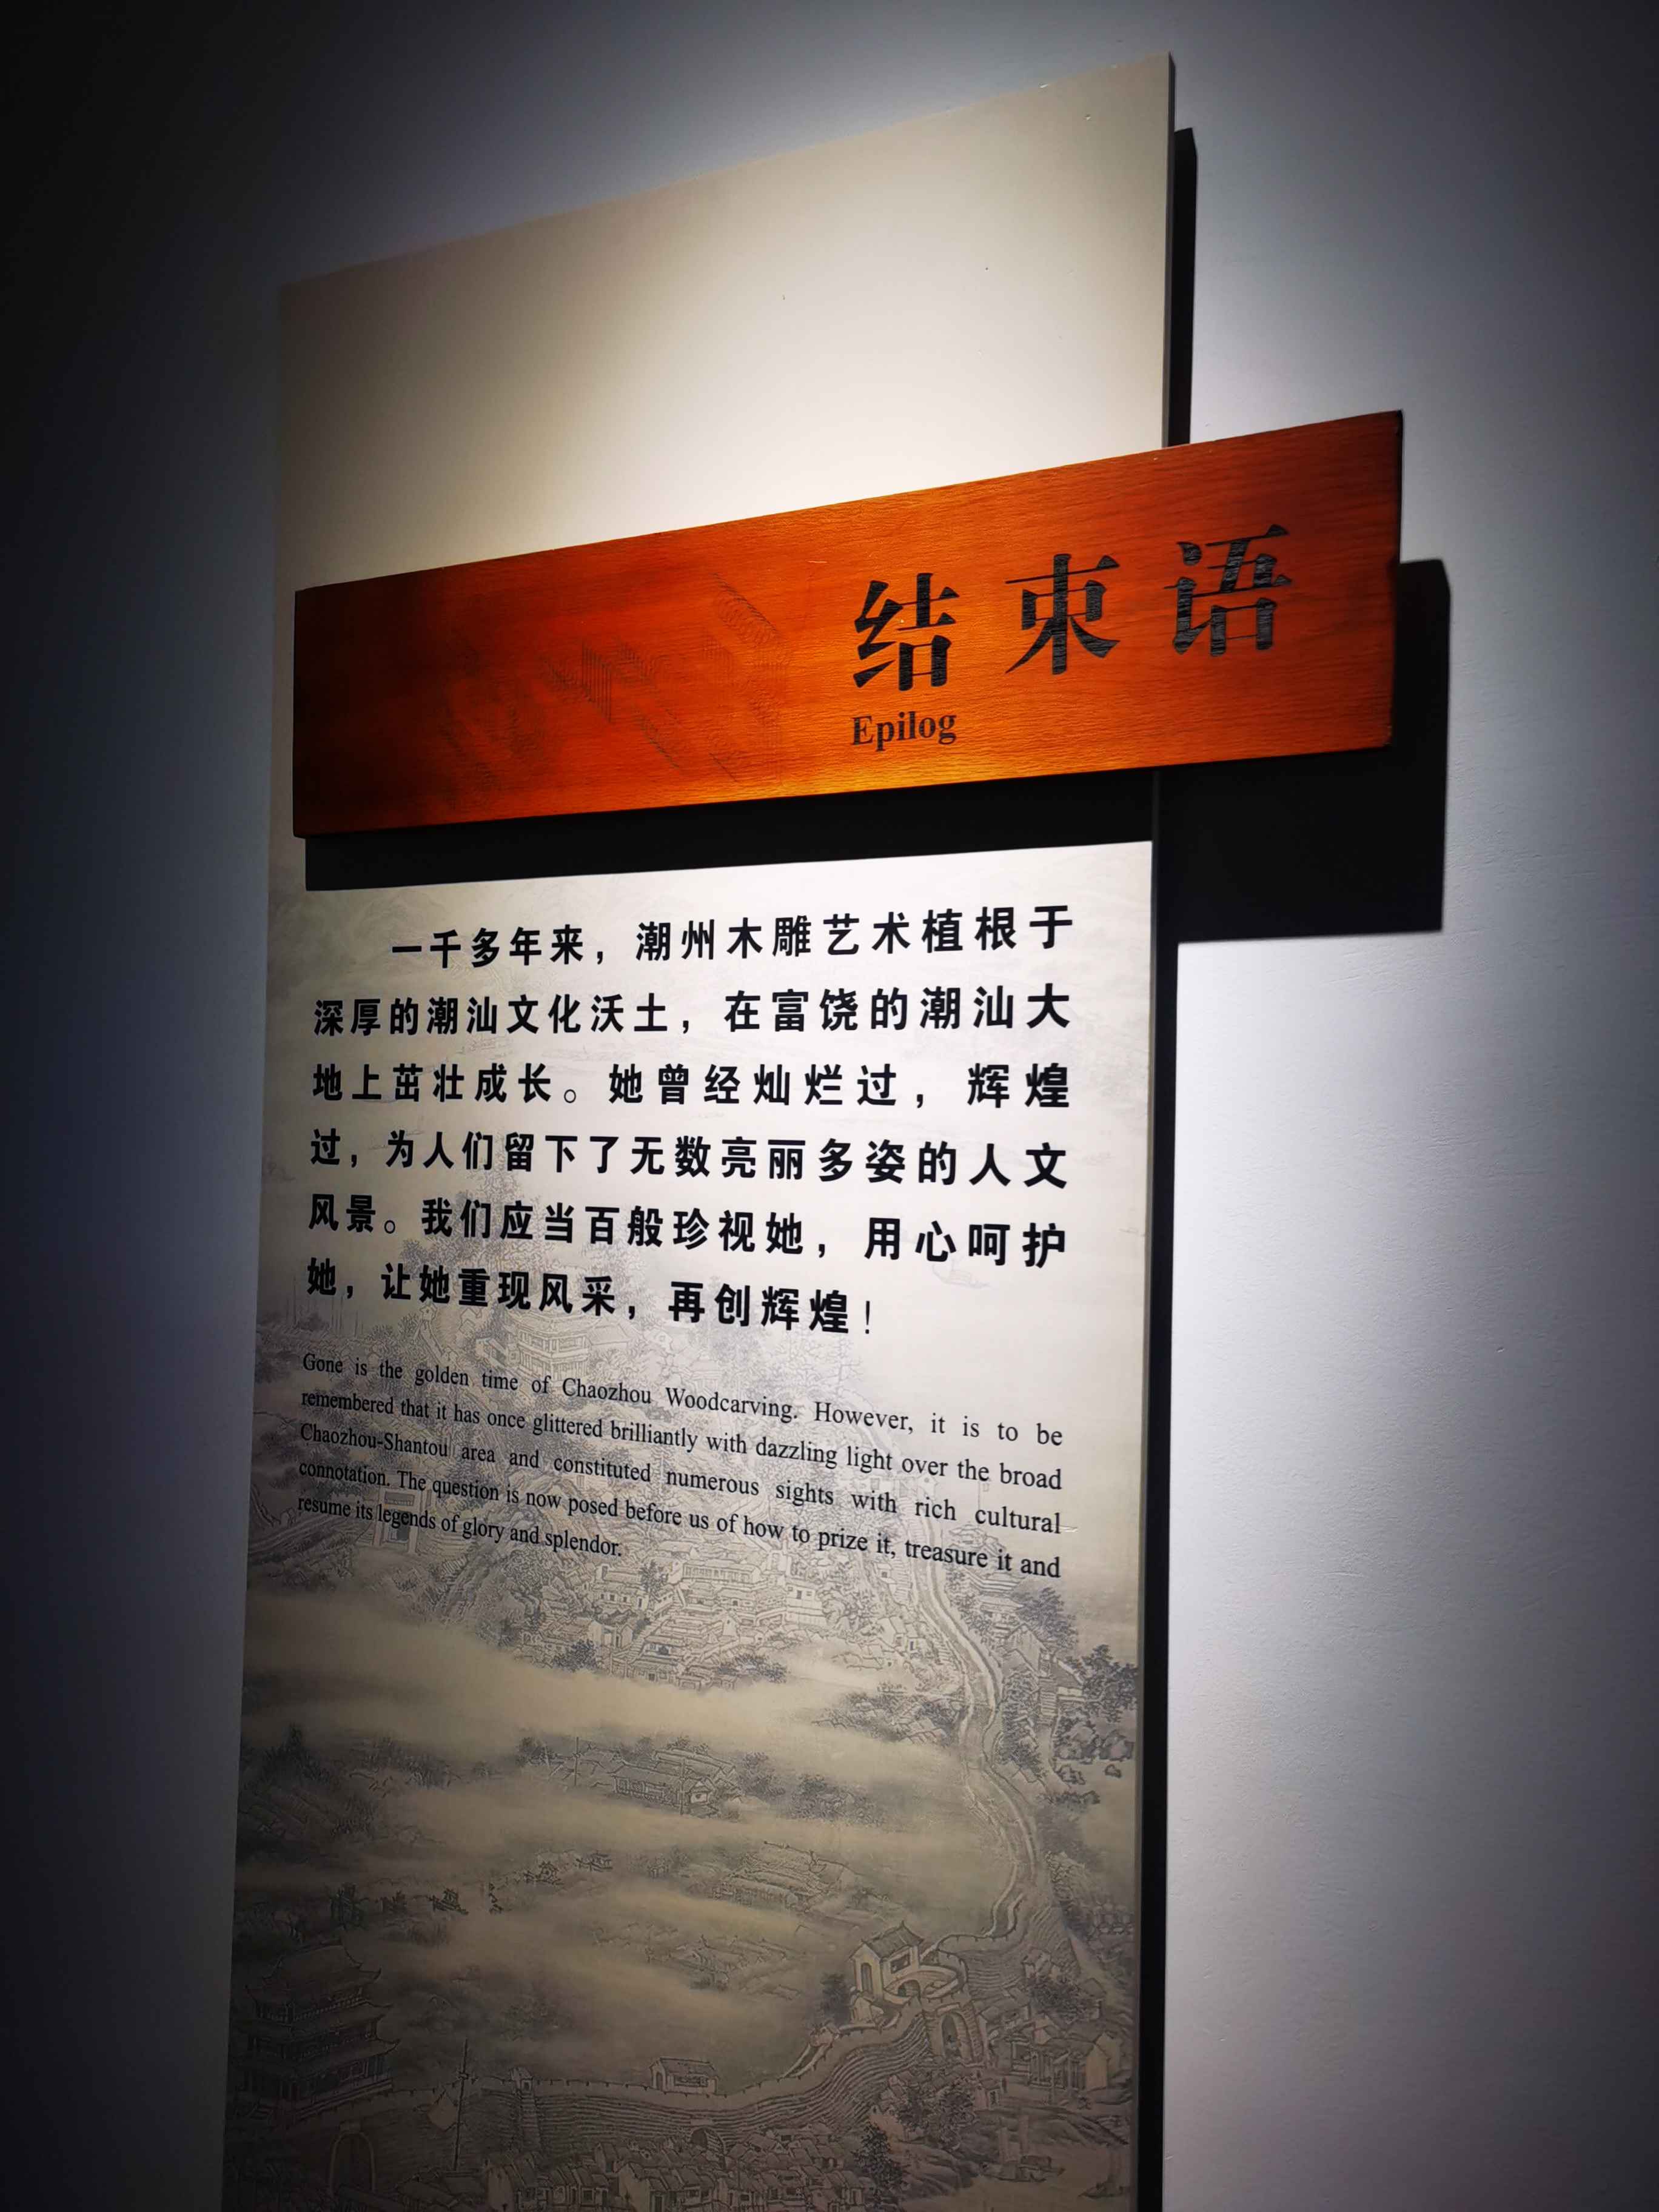 结束语
Epilog
一千多年来，潮州木雕艺术植根于
深厚的潮汕文化沃土，在富饶的潮汕大
地上茁壮成长。她曾经灿烂过，辉煌
过，为人们留下了无数亮丽多姿的人文
风景。我们应当百般珍视她，用心呵护
她，让她重现风采，再创辉煌！
Gone is the golden time of Chaozhou Woodcarving. However, it is to be
remembered that it has once glittered brilliantly with dazzling light over the broad
Chaozhou-Shantou area and constituted numerous sights with rich cultural
connotation. The question is now posed before us of how to prize it, treasure it and
resume its legends of glory and splendor.